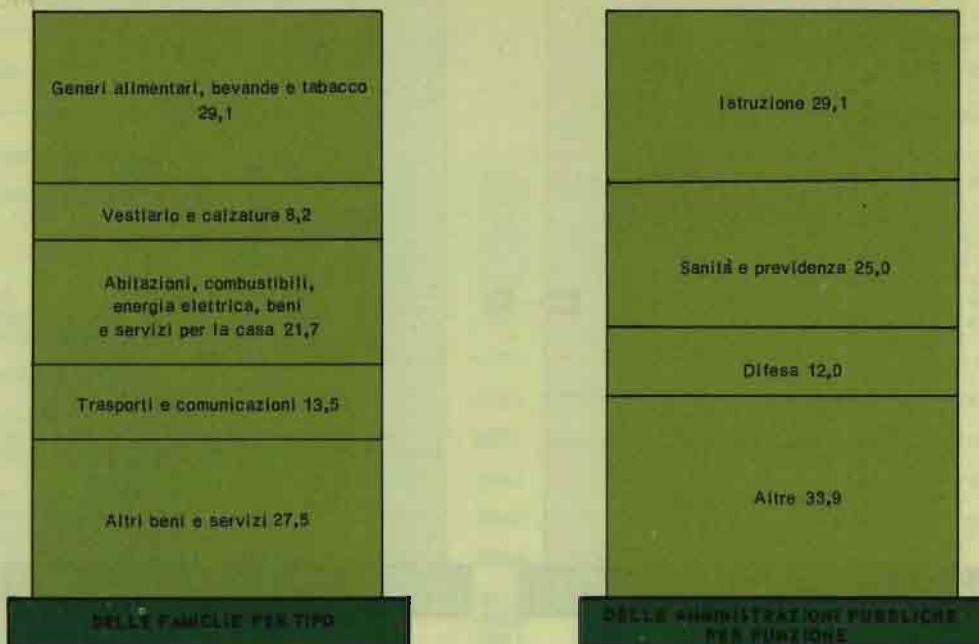 Generi alimentari, bevande e tabacco
29,1
Vestiario e calzature 8,2
Abitazioni, combustibili,
energia elettrica, beni
e servizi per la casa 21,7
Trasporti e comunicazioni 13,5
Altri beni e servizi 27,5
DELLE FAMIGLIE PER TIPO
Istruzione 29,1
Sanità e previdenza 25,0
Difesa 12,0
Altre 33,9
DELLE AMMINISTRAZIONI PUBBLICHE
PER FUNZIONE